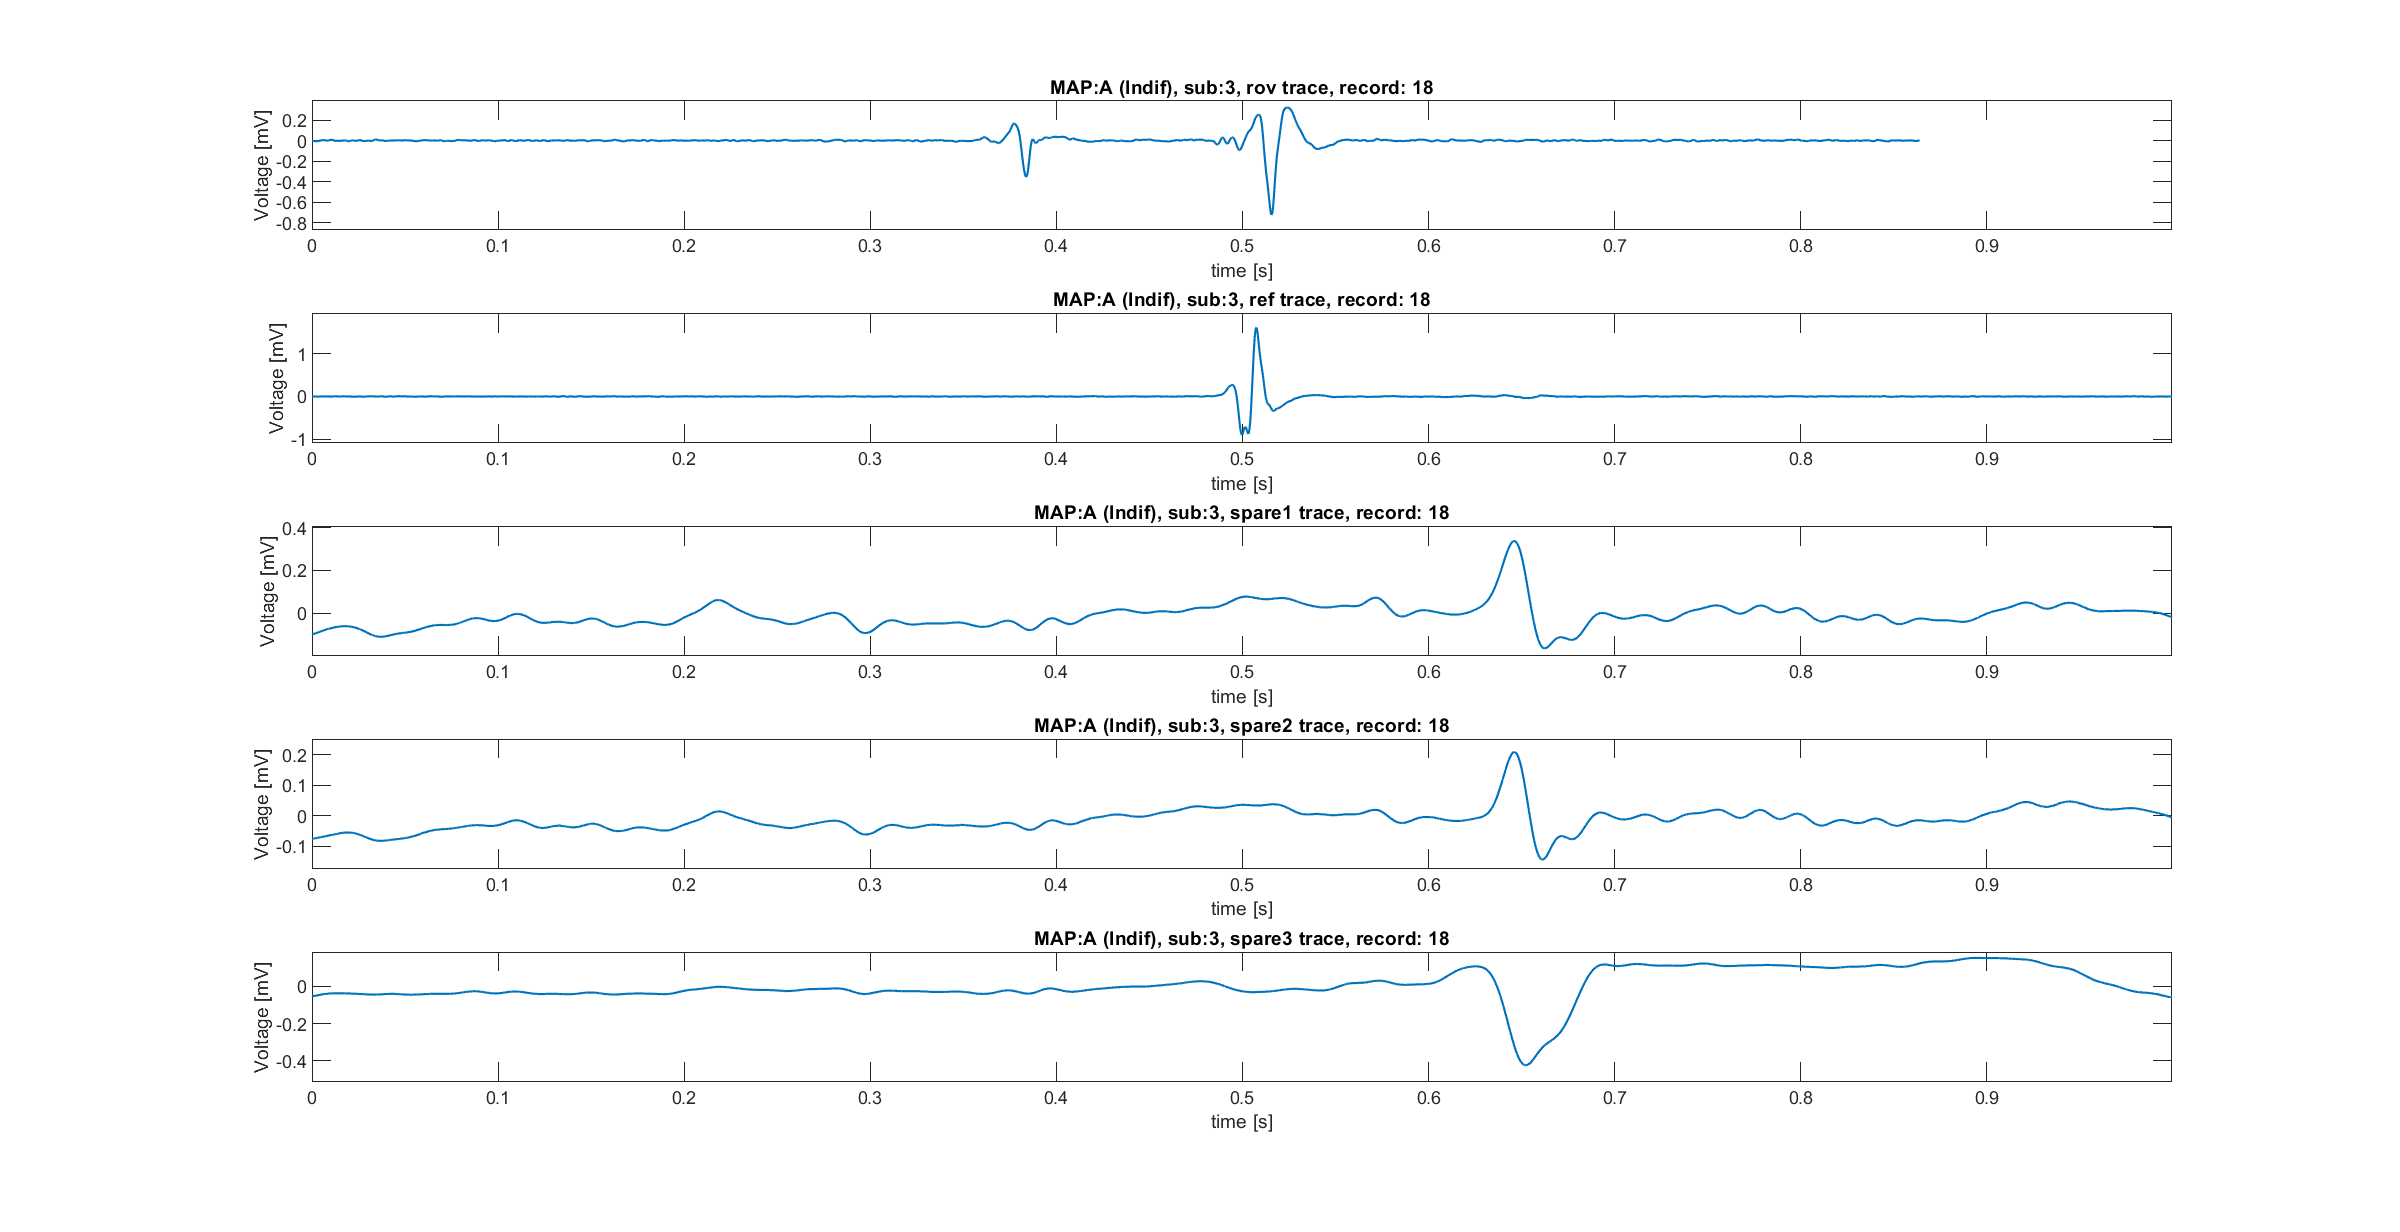 MAP:A (Indif), sub:3, rov trace, record: 18
Voltage [mV]
0.2
0
-0.2
-0.4
-0.6
-0.8
0 0.1 0.2 0.3 0.4 0.5 0.6 0.7 0.8 0.9
time [s]
MAP:A (Indif), sub:3, ref trace, record: 18
Voltage [mV]
1
0
-1
0 0.1 0.2 0.3 0.4 0.5 0.6 0.7 0.8 0.9
time [s]
MAP:A (Indif), sub:3, spare1 trace, record: 18
Voltage [mV]
0.4
0.2
0
0 0.1 0.2 0.3 0.4 0.5 0.6 0.7 0.8 0.9
time [s]
MAP:A (Indif), sub:3, spare2 trace, record: 18
Voltage [mV]
0.2
0.1
0
-0.1
0 0.1 0.2 0.3 0.4 0.5 0.6 0.7 0.8 0.9
time [s]
MAP:A (Indif), sub:3, spare3 trace, record: 18
Voltage [mV]
0
-0.2
-0.4
0 0.1 0.2 0.3 0.4 0.5 0.6 0.7 0.8 0.9
time [s]